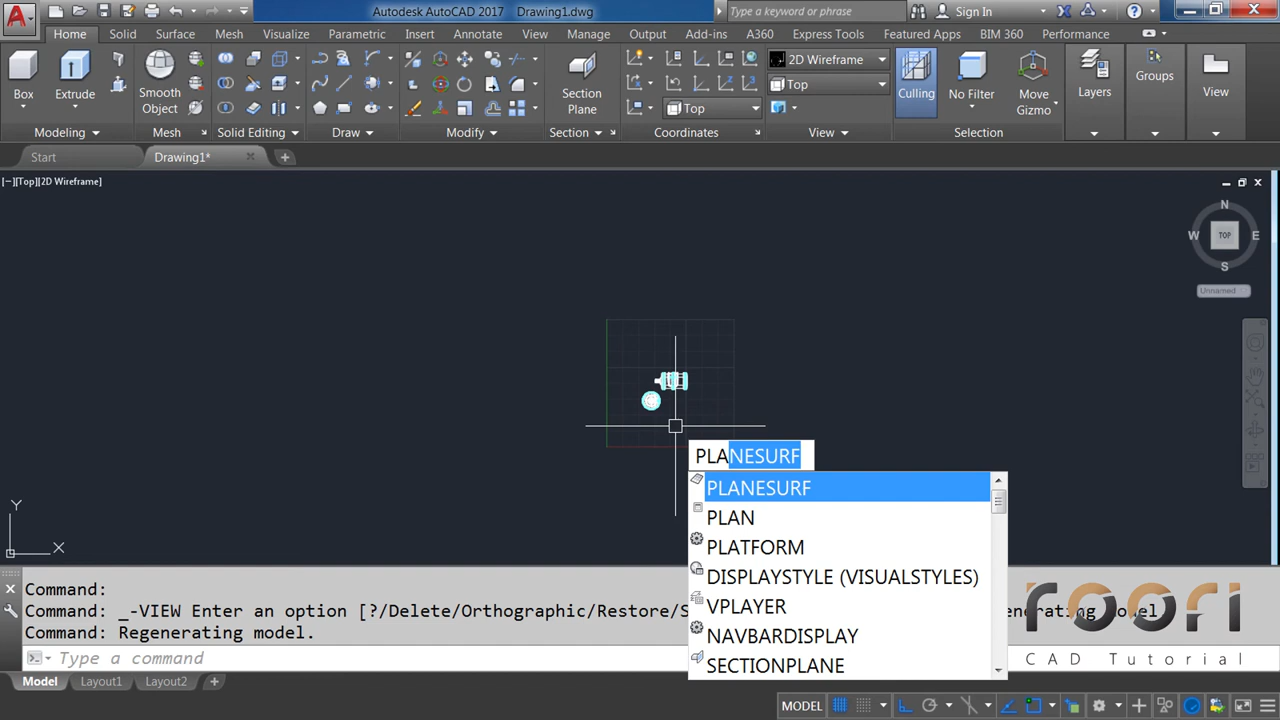 Autodesk AutoCAD 2017 Drawing1.dwg
Type a keyword or phrase
Sign In
Home Solid Surface Mesh Visualize Parametric Insert Annotate View Manage Output Add-ins A360 Express Tools Featured Apps BIM 360 Performance
2D Wireframe
Top
Top
Box
Extrude
Smooth
Object
Section
Plane
Culling
No Filter
Move
Gizmo
Layers
Groups
View
Modeling Mesh Solid Editing Draw Modify Section Coordinates View Selection
Start Drawing1*
[−][Top][2D Wireframe]
N
W TOP E
S
Unnamed
PLANESURF
PLANESURF
PLAN
PLATFORM
DISPLAYSTYLE (VISUALSTYLES)
VPLAYER
NAVBARDISPLAY
SECTIONPLANE
Y
X
Command:
Command: _-VIEW Enter an option [?/Delete/Orthographic/Restore/S enerating model
Command: Regenerating model.
Type a command
roori
CAD Tutorial
Model Layout1 Layout2
MODEL